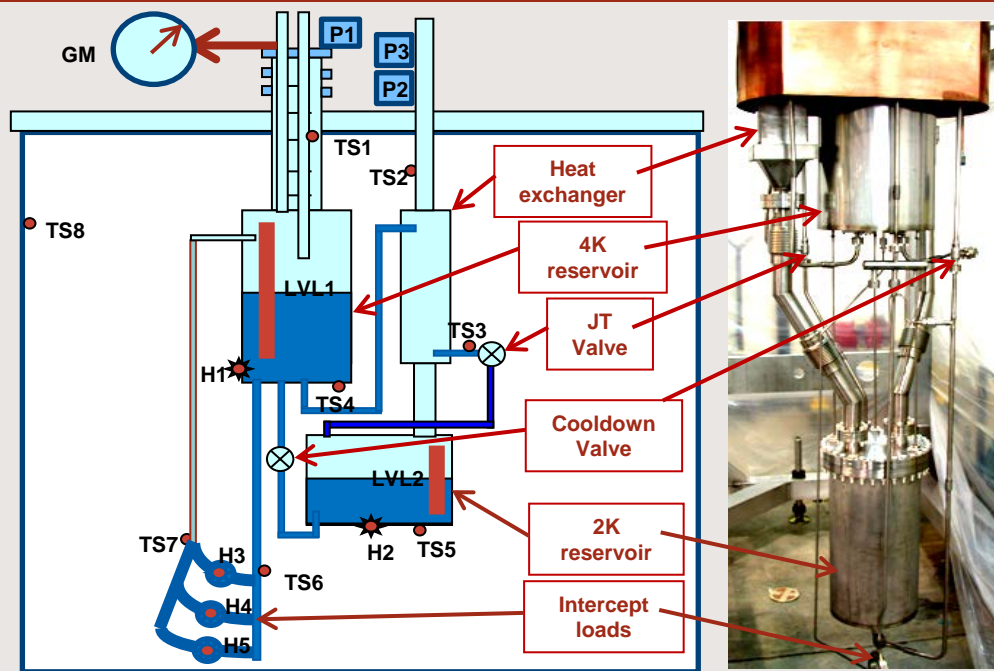 GM
P1
P3
P2
TS1
TS2
Heat
exchanger
TS8
4K
reservoir
LVL1
TS3
JT
Valve
H1
TS4
Cooldown
Valve
LVL2
2K
reservoir
TS7
H3
H2
TS5
TS6
H4
Intercept
loads
H5